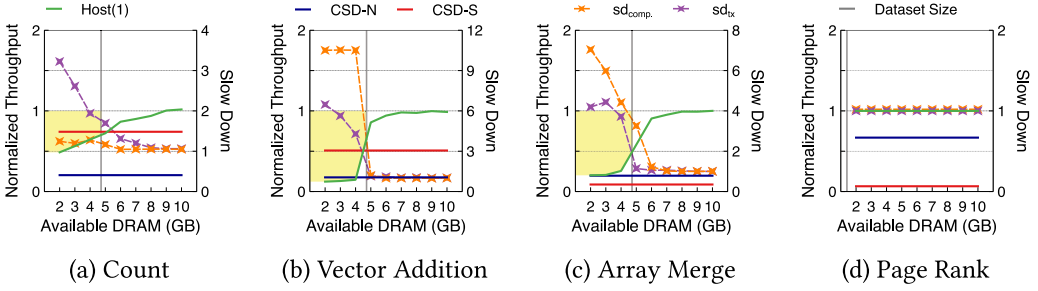 Host(1) CSD-N CSD-S sd_comp. sd_tx Dataset Size
Normalized Throughput
2
1
0
4
3
2
1
0
Slow Down
2 3 4 5 6 7 8 9 10
Available DRAM (GB)
(a) Count
Normalized Throughput
2
1
0
12
9
6
3
0
Slow Down
2 3 4 5 6 7 8 9 10
Available DRAM (GB)
(b) Vector Addition
Normalized Throughput
2
1
0
8
6
4
2
0
Slow Down
2 3 4 5 6 7 8 9 10
Available DRAM (GB)
(c) Array Merge
Normalized Throughput
2
1
0
2
1
0
Slow Down
2 3 4 5 6 7 8 9 10
Available DRAM (GB)
(d) Page Rank